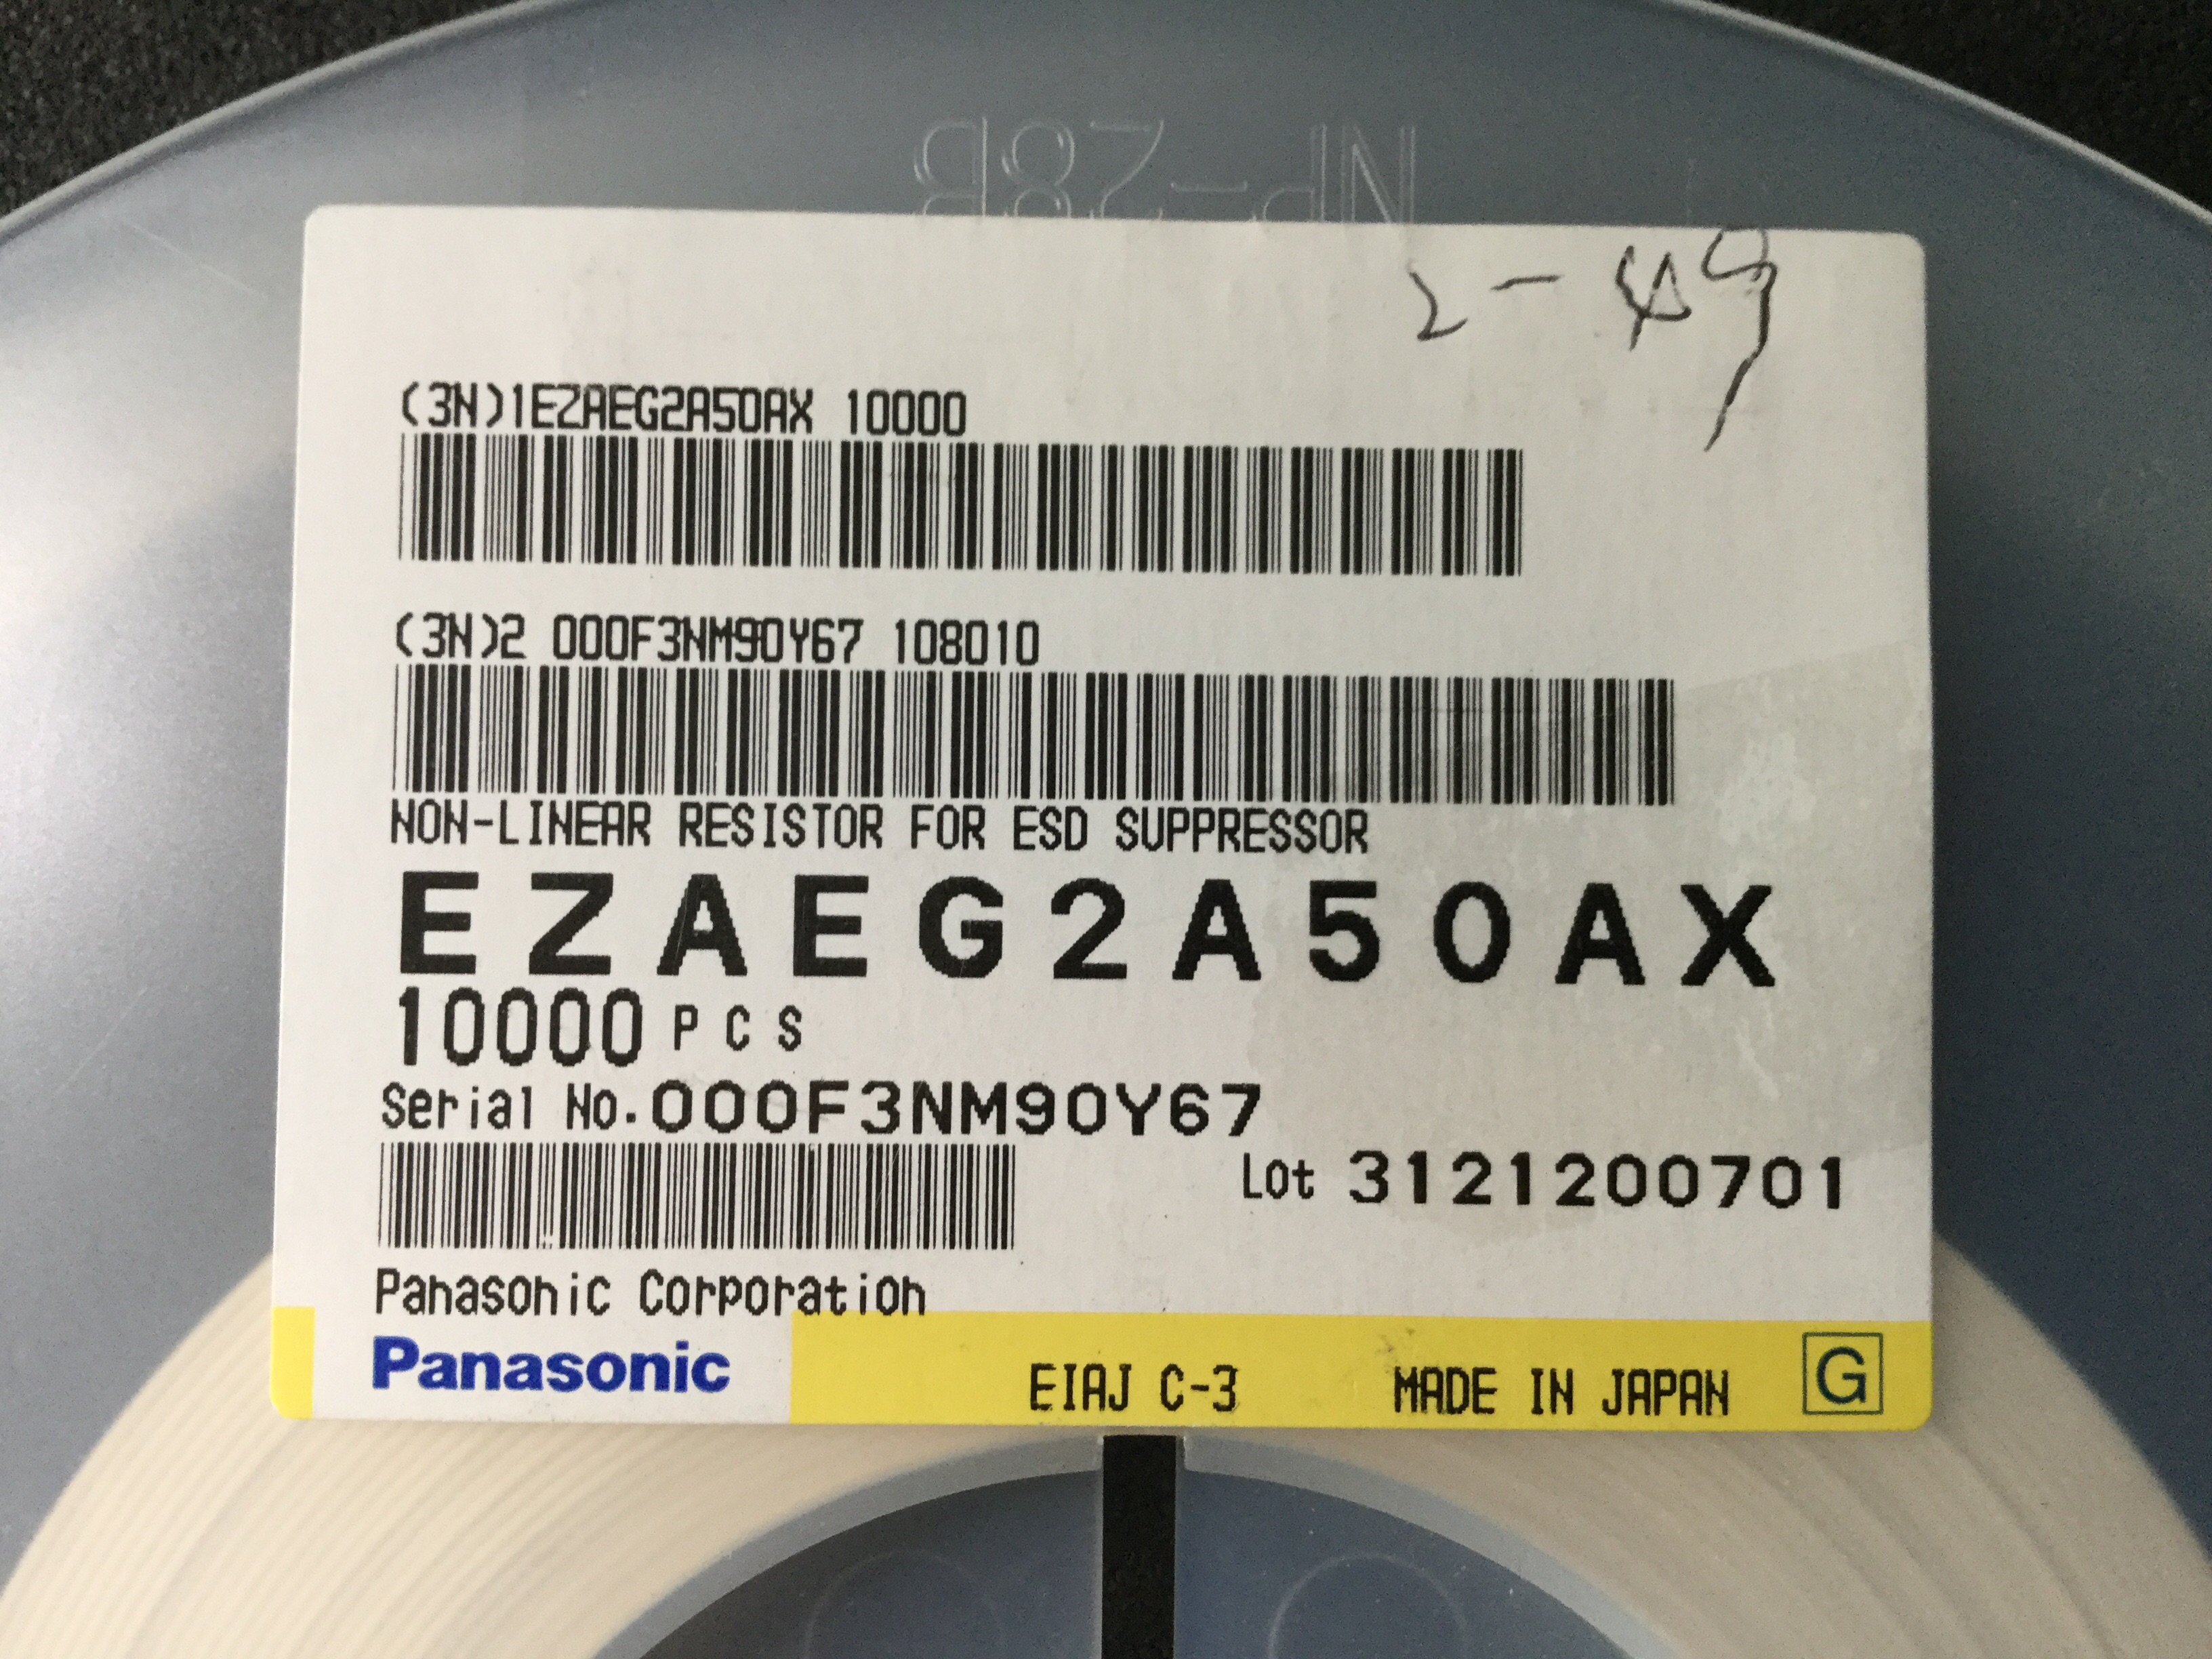 NP-28B
2-49
(3N)1EZAEG2A50AX 10000
(3N)2 000F3NM90Y67 108010
NON-LINEAR RESISTOR FOR ESD SUPPRESSOR
EZAEG2A50AX
10000 PCS
Serial No.000F3NM90Y67
Lot 3121200701
Panasonic Corporation
Panasonic EIAJ C-3 MADE IN JAPAN G